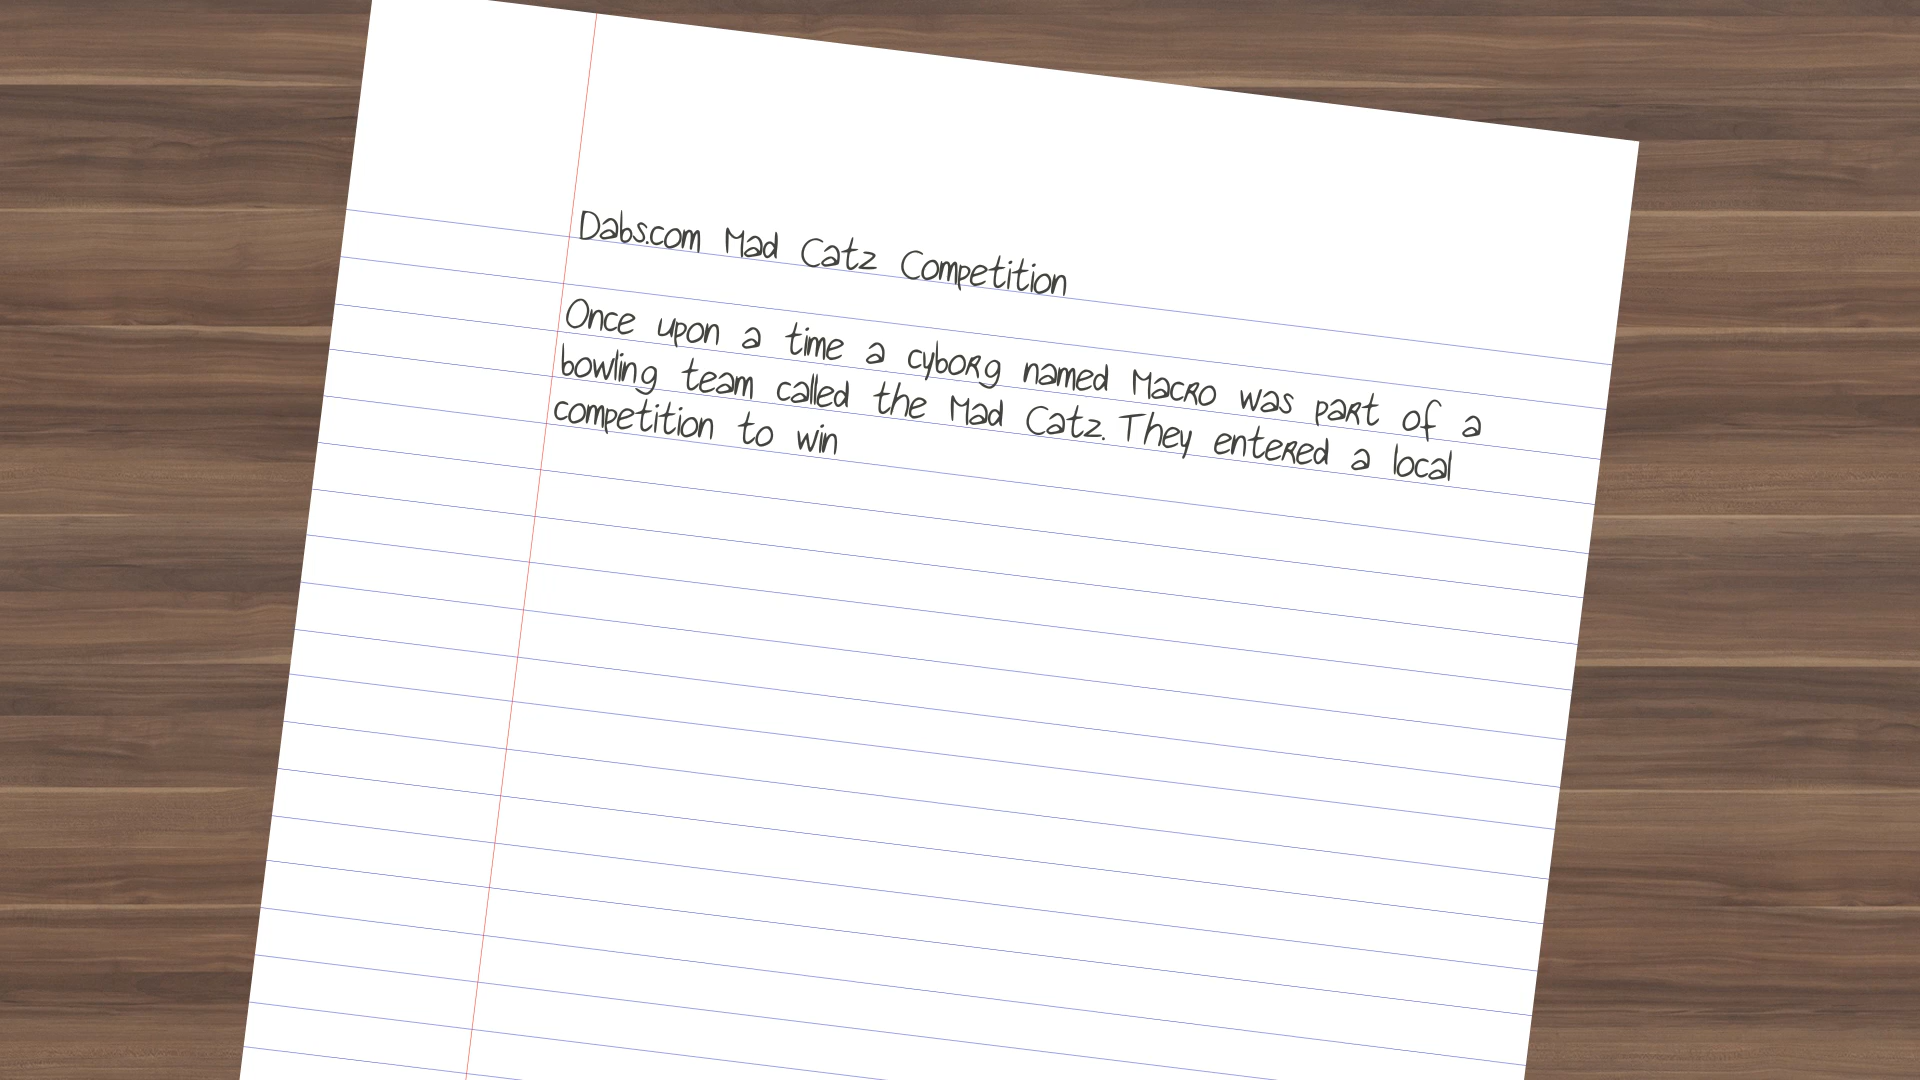 Dabs.com Mad Catz Competition
Once upon a time a cyborg named Macro was part of a
bowling team called the Mad Catz. They entered a local
competition to win